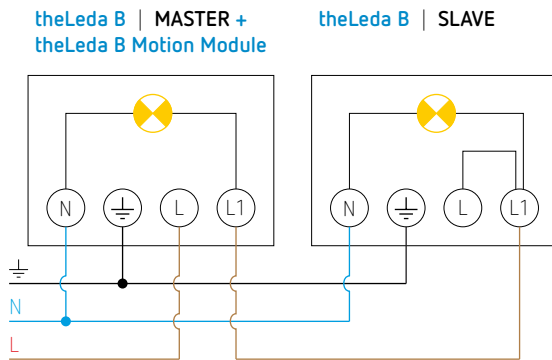 theLeda B | MASTER +
theLeda B Motion Module
theLeda B | SLAVE
N L L1
N L L1
N
L